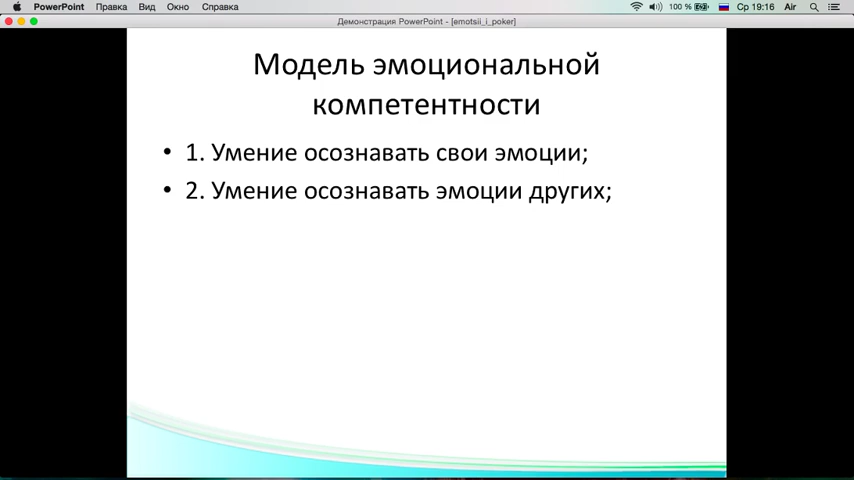 PowerPoint Правка Вид Окно Справка 100 % Ср 19:16 Air
Демонстрация PowerPoint - [emotsii_i_poker]
Модель эмоциональной
компетентности
• 1. Умение осознавать свои эмоции;
• 2. Умение осознавать эмоции других;